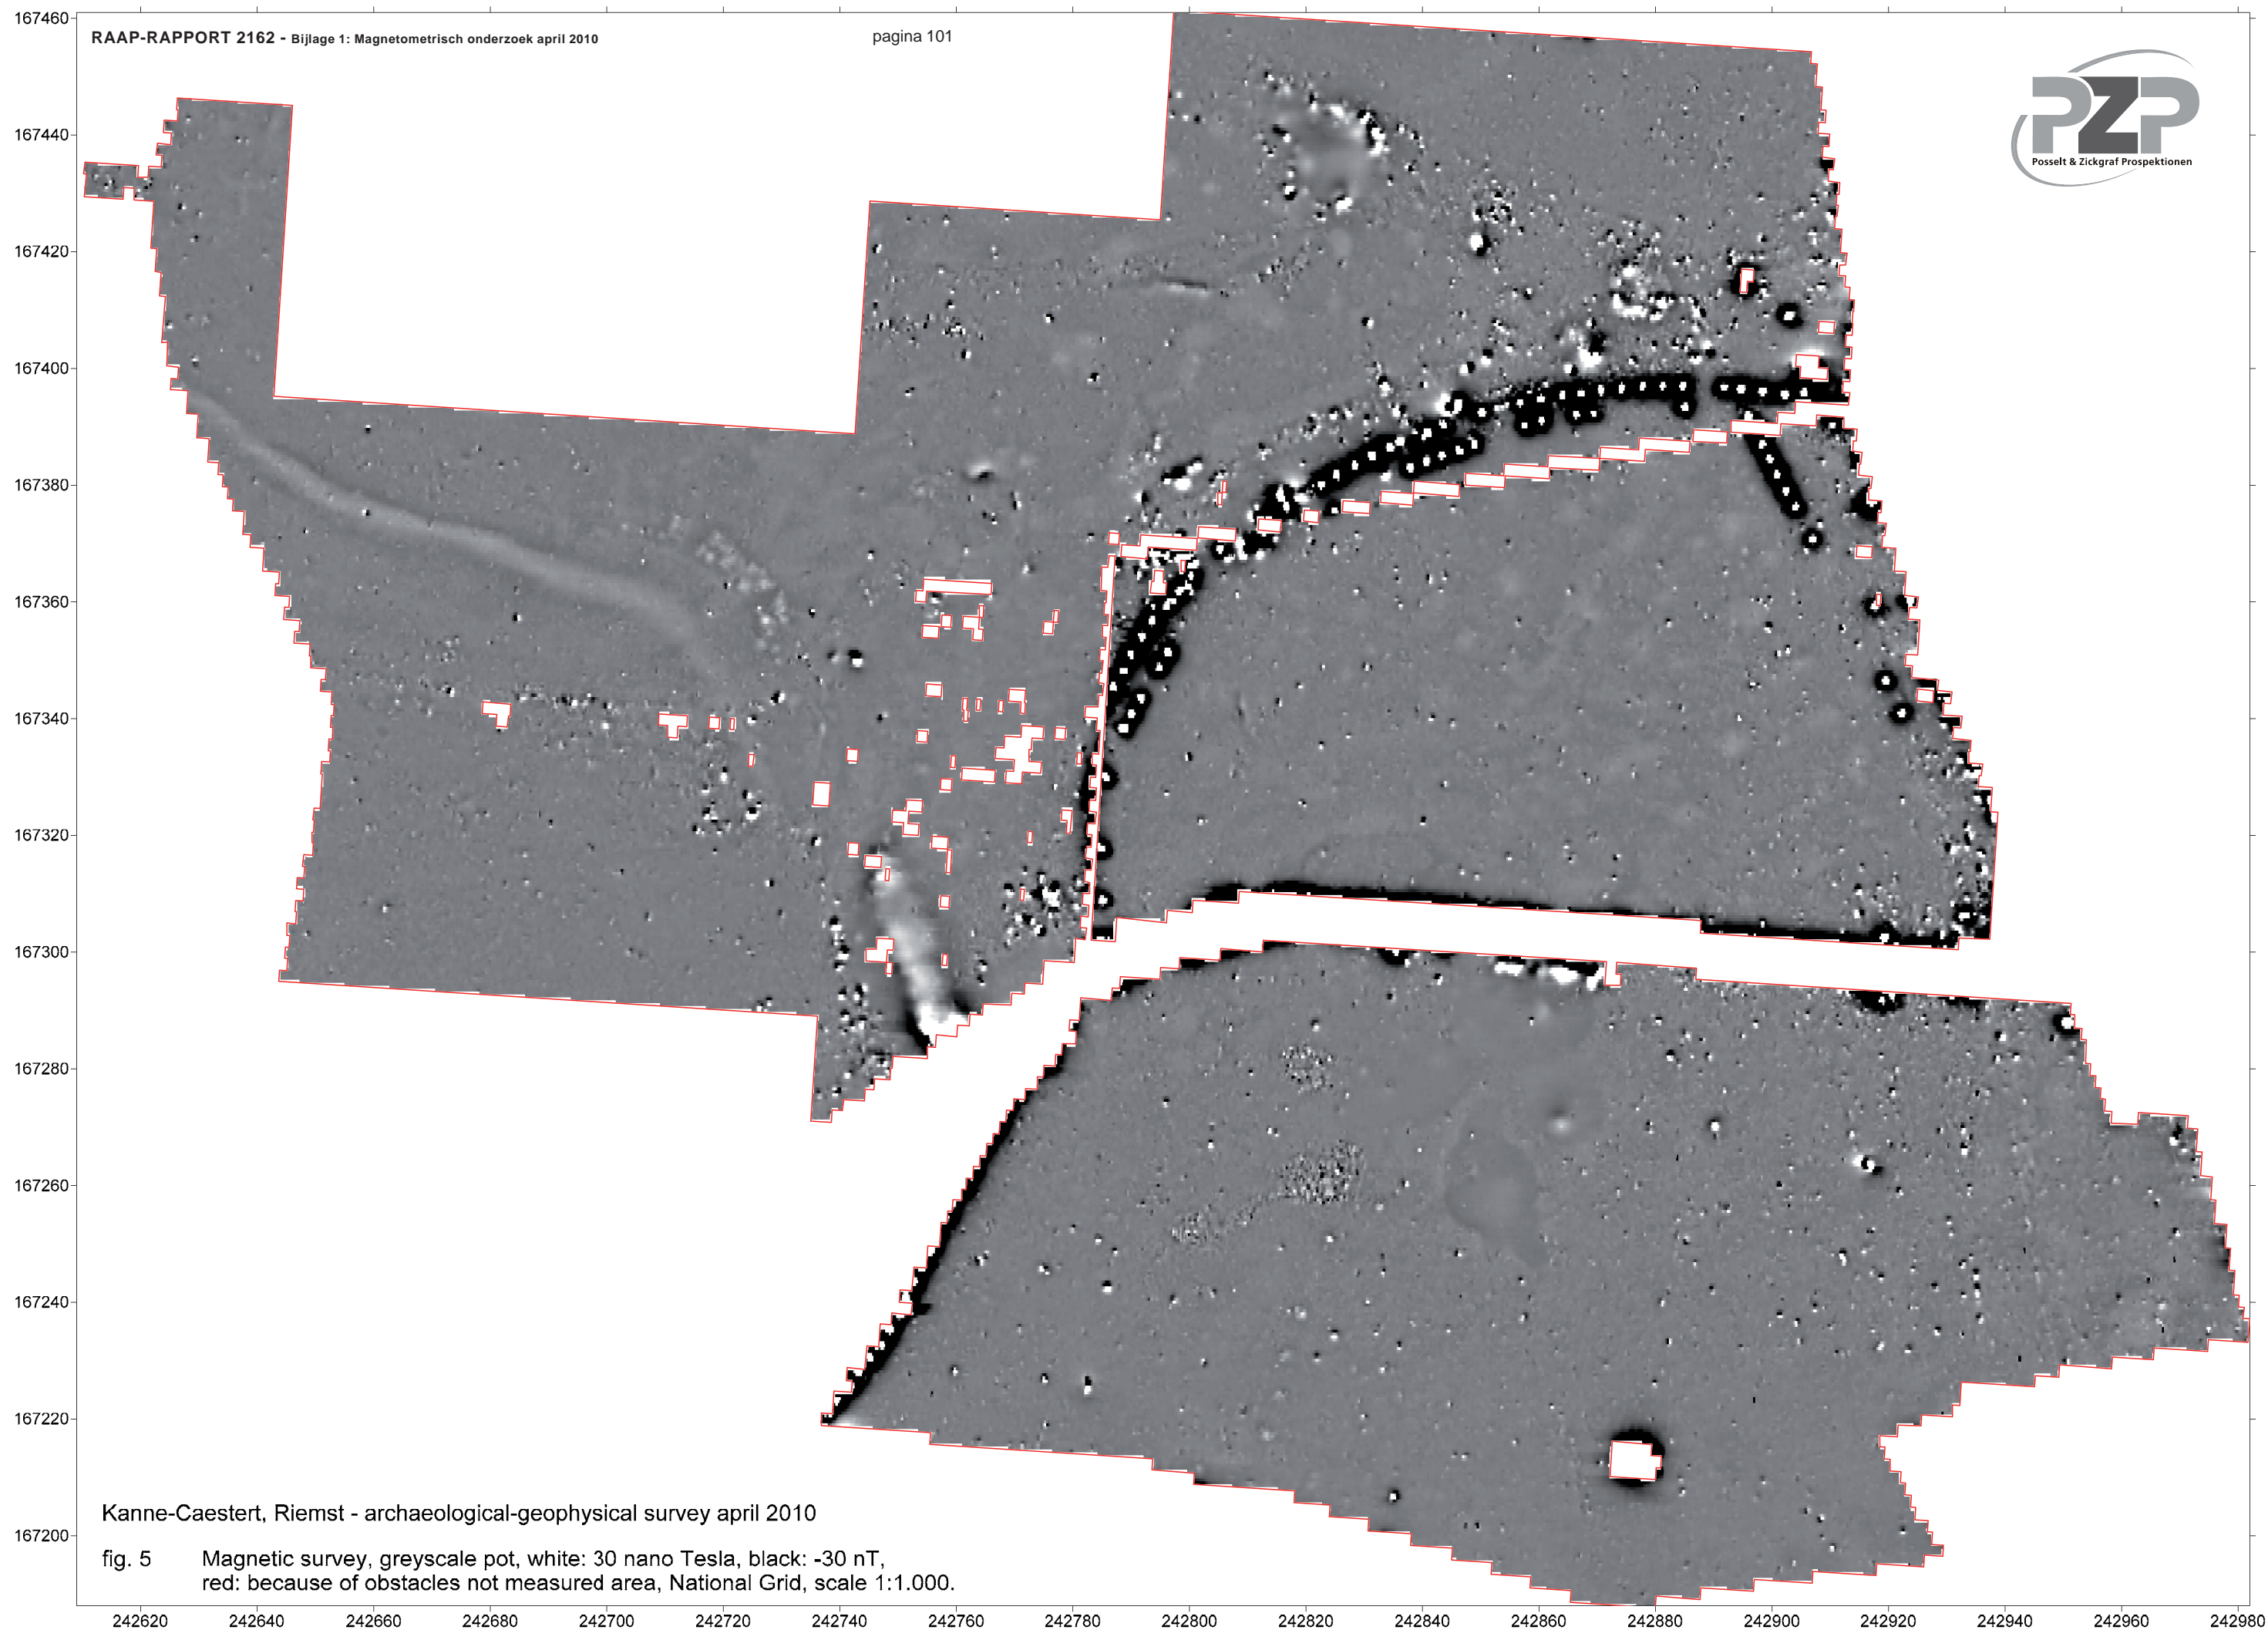 RAAP-RAPPORT 2162 - Bijlage 1: Magnetometrisch onderzoek april 2010
pagina 101
PZP
Posselt & Zickgraf Prospektionen
167460
167440
167420
167400
167380
167360
167340
167320
167300
167280
167260
167240
167220
167200
Kanne-Caestert, Riemst - archaeological-geophysical survey april 2010
fig. 5 Magnetic survey, greyscale pot, white: 30 nano Tesla, black: -30 nT,
red: because of obstacles not measured area, National Grid, scale 1:1.000.
242620 242640 242660 242680 242700 242720 242740 242760 242780 242800 242820 242840 242860 242880 242900 242920 242940 242960 242980